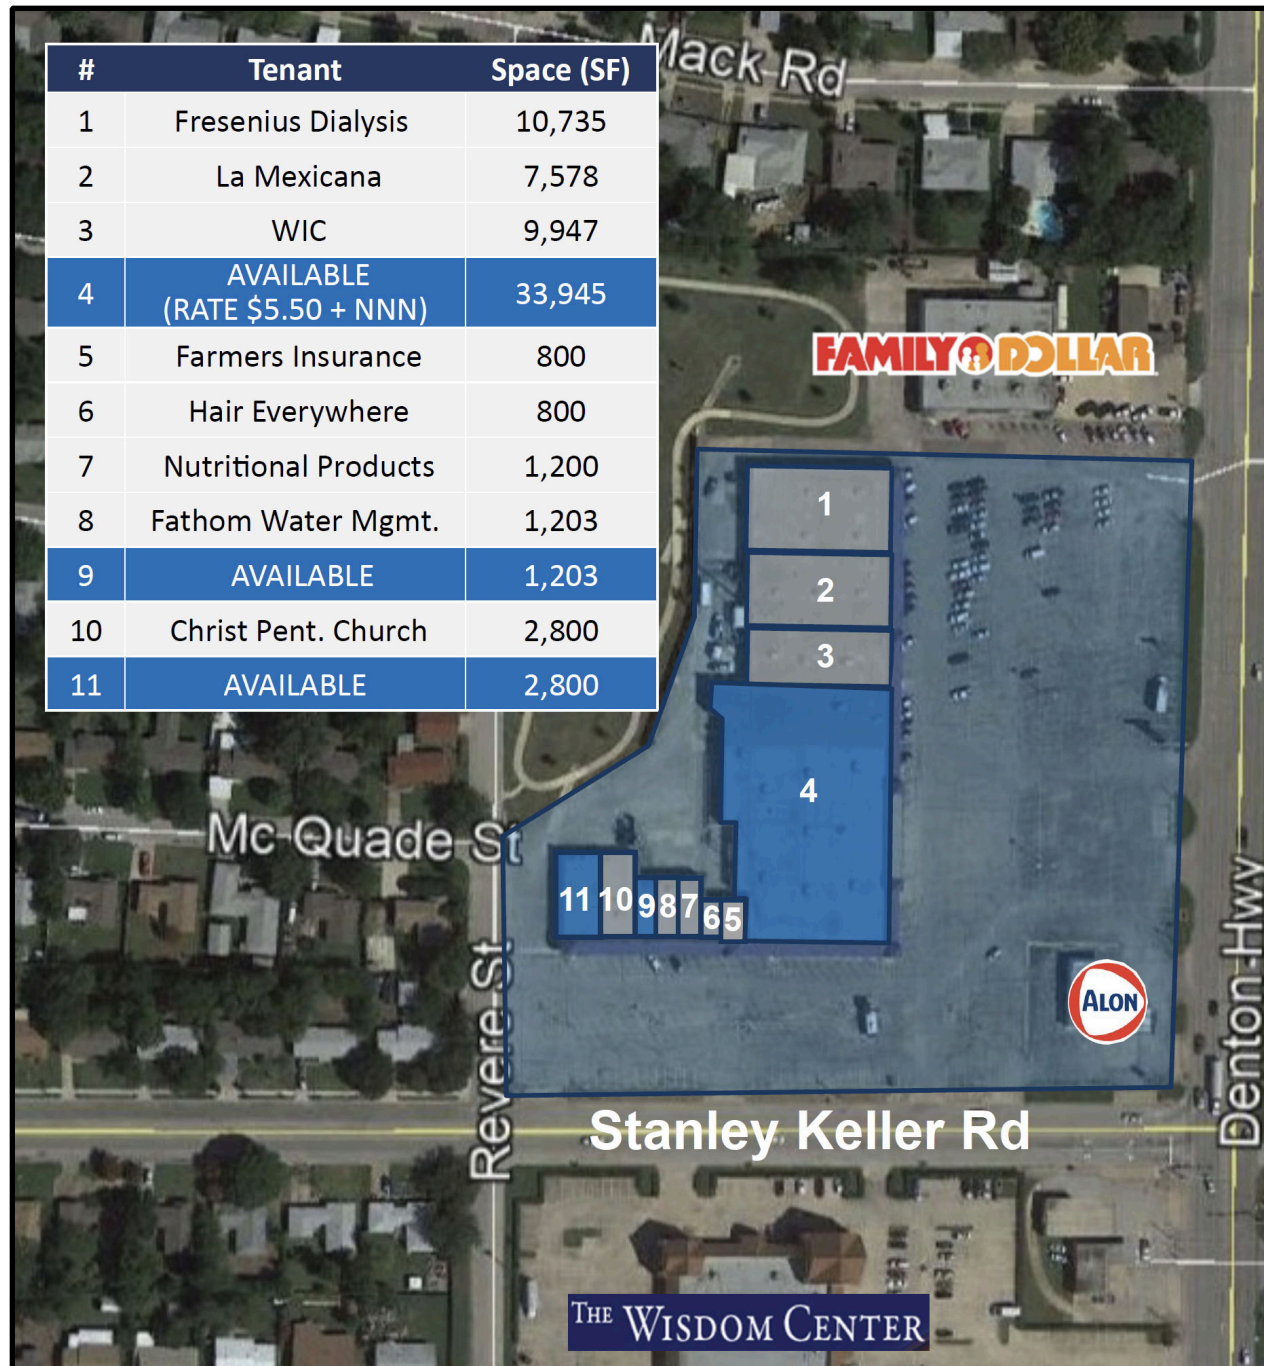 Mack Rd
# Tenant Space (SF)
1 Fresenius Dialysis 10,735
2 La Mexicana 7,578
3 WIC 9,947
4 AVAILABLE (RATE $5.50 + NNN) 33,945
5 Farmers Insurance 800
6 Hair Everywhere 800
7 Nutritional Products 1,200
8 Fathom Water Mgmt. 1,203
9 AVAILABLE 1,203
10 Christ Pent. Church 2,800
11 AVAILABLE 2,800
FAMILY DOLLAR
1
2
3
4
11 10 9 8 7 6 5
Mc Quade St
Revere St
Denton Hwy
ALON
Stanley Keller Rd
THE WISDOM CENTER